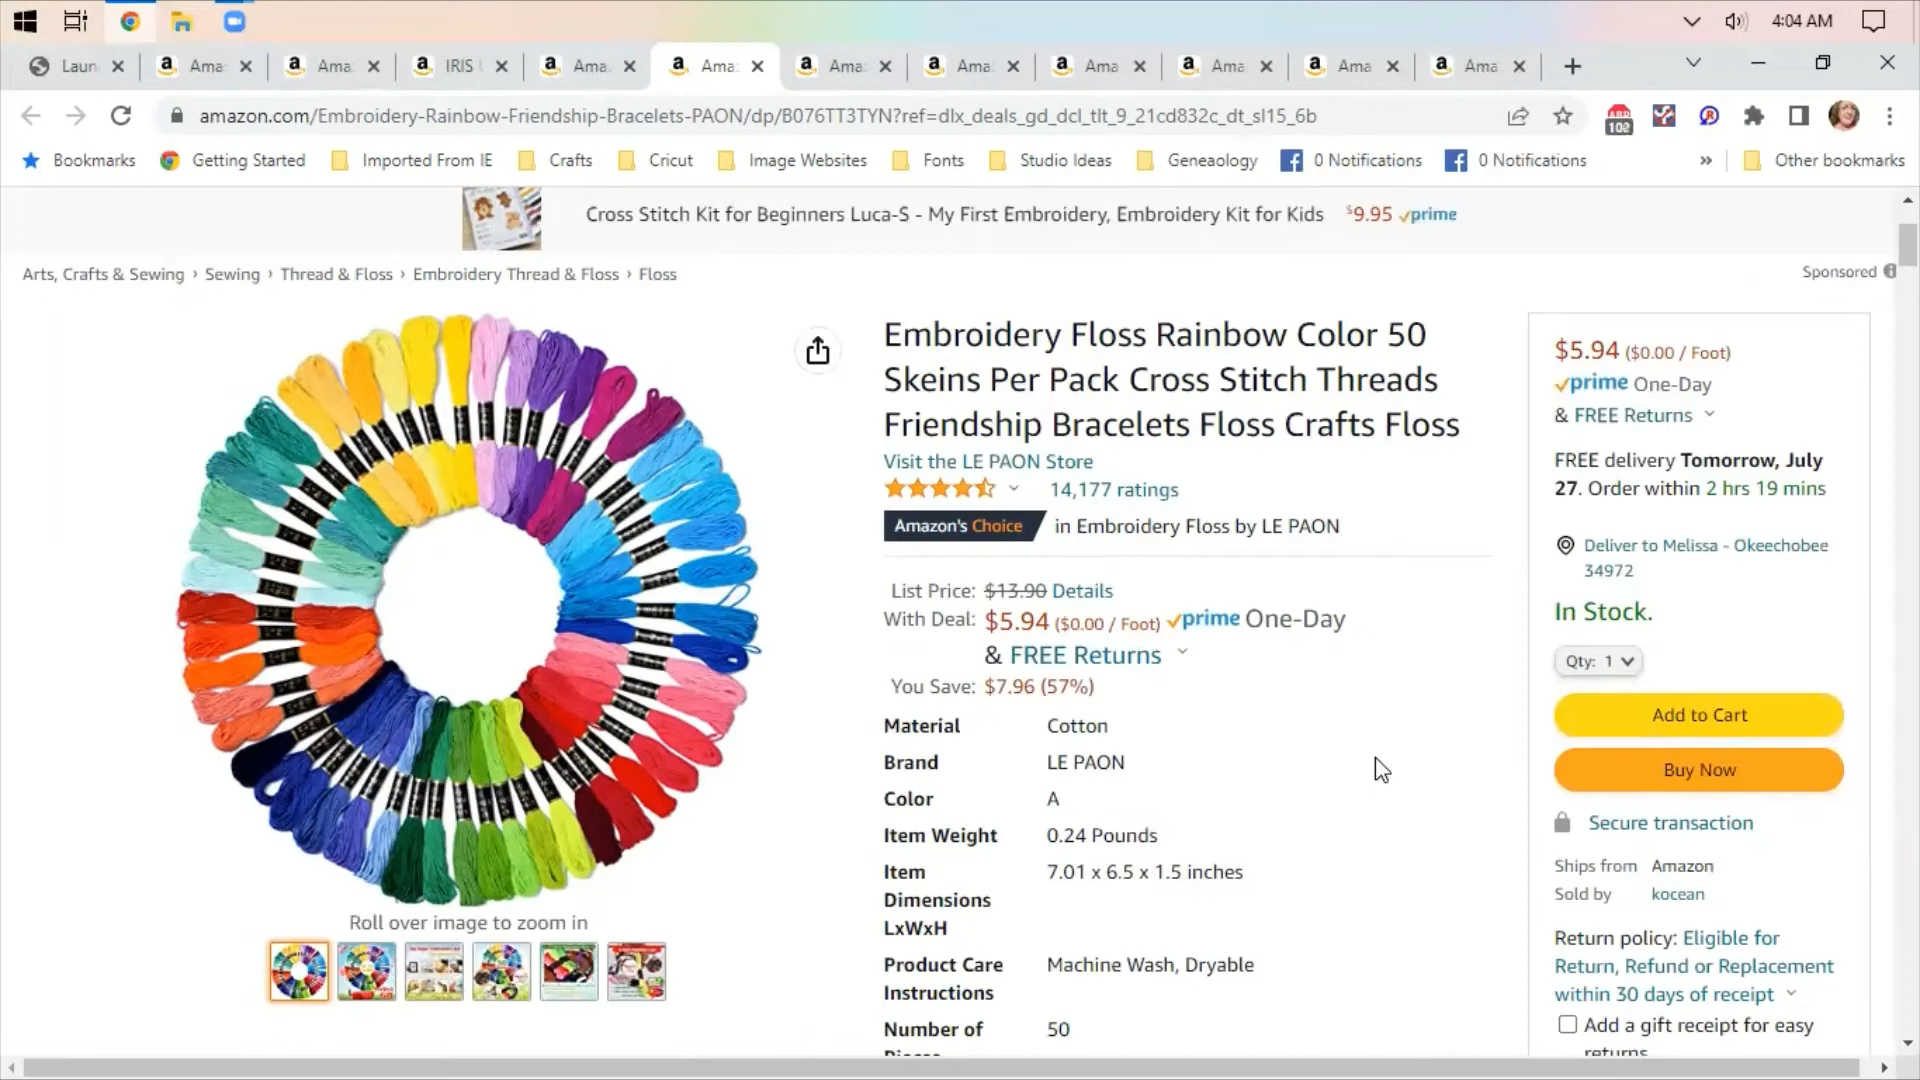 4:04 AM
Laun
Ama
Ama
IRIS
Ama
Ama
Ama
Ama
Ama
Ama
Ama
Ama
amazon.com/Embroidery-Rainbow-Friendship-Bracelets-PAON/dp/B076TT3TYN?ref=dlx_deals_gd_dcl_tlt_9_21cd832c_dt_sl15_6b
102
Bookmarks Getting Started Imported From IE Crafts Cricut Image Websites Fonts Studio Ideas Geneaology 0 Notifications 0 Notifications » Other bookmarks
Cross Stitch Kit for Beginners Luca-S - My First Embroidery, Embroidery Kit for Kids $9.95 prime
Arts, Crafts & Sewing › Sewing › Thread & Floss › Embroidery Thread & Floss › Floss
Sponsored
Embroidery Floss Rainbow Color 50
Skeins Per Pack Cross Stitch Threads
Friendship Bracelets Floss Crafts Floss
Visit the LE PAON Store
14,177 ratings
Amazon's Choice in Embroidery Floss by LE PAON
List Price: $13.90 Details
With Deal: $5.94 ($0.00 / Foot) prime One-Day
& FREE Returns
You Save: $7.96 (57%)
Material Cotton
Brand LE PAON
Color A
Item Weight 0.24 Pounds
Item 7.01 x 6.5 x 1.5 inches
Dimensions
LxWxH
Product Care Machine Wash, Dryable
Instructions
Number of 50
Pieces
Roll over image to zoom in
$5.94 ($0.00 / Foot)
prime One-Day
& FREE Returns
FREE delivery Tomorrow, July
27. Order within 2 hrs 19 mins
Deliver to Melissa - Okeechobee
34972
In Stock.
Qty: 1
Add to Cart
Buy Now
Secure transaction
Ships from Amazon
Sold by kocean
Return policy: Eligible for
Return, Refund or Replacement
within 30 days of receipt
Add a gift receipt for easy
returns